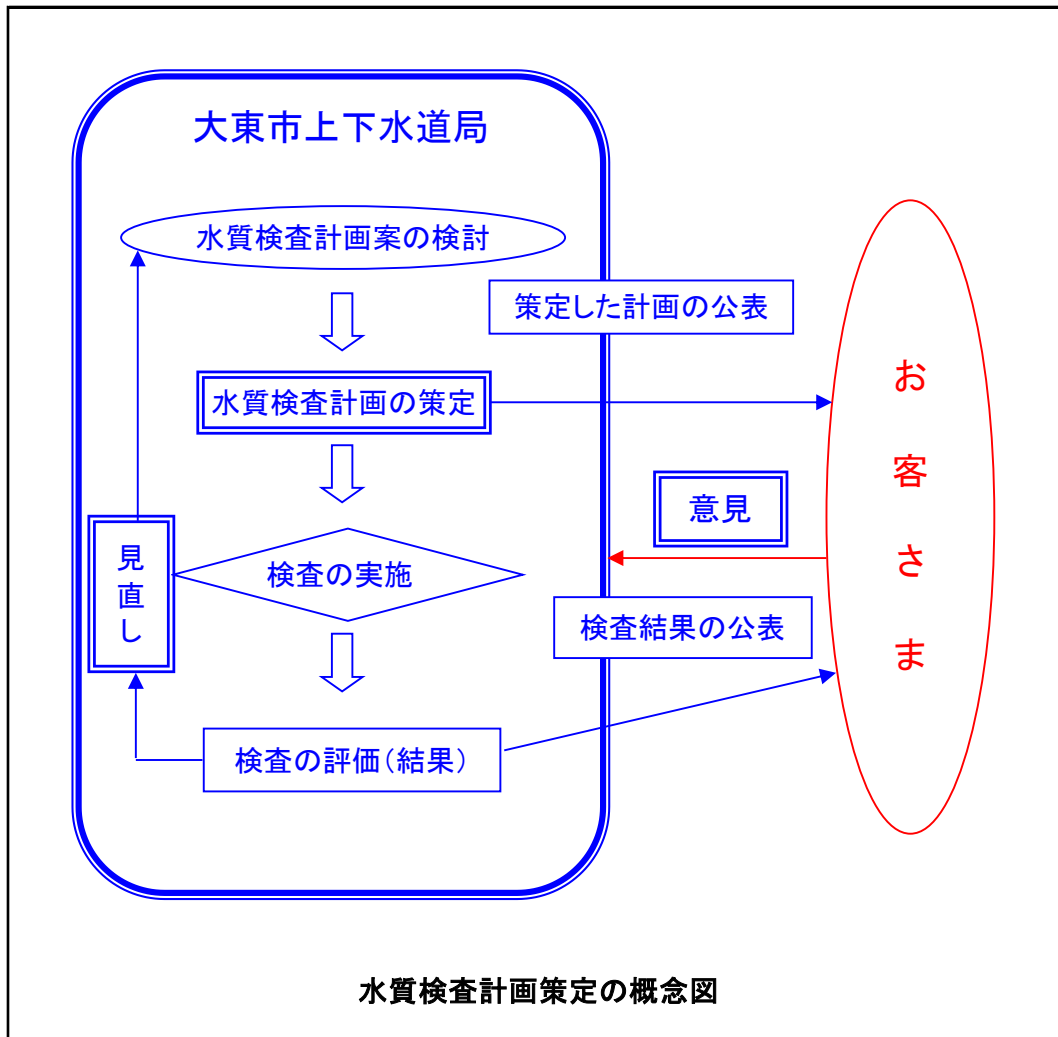 大東市上下水道局
水質検査計画案の検討
策定した計画の公表
水質検査計画の策定
お客さま
意見
見直し
検査の実施
検査結果の公表
検査の評価(結果)
水質検査計画策定の概念図